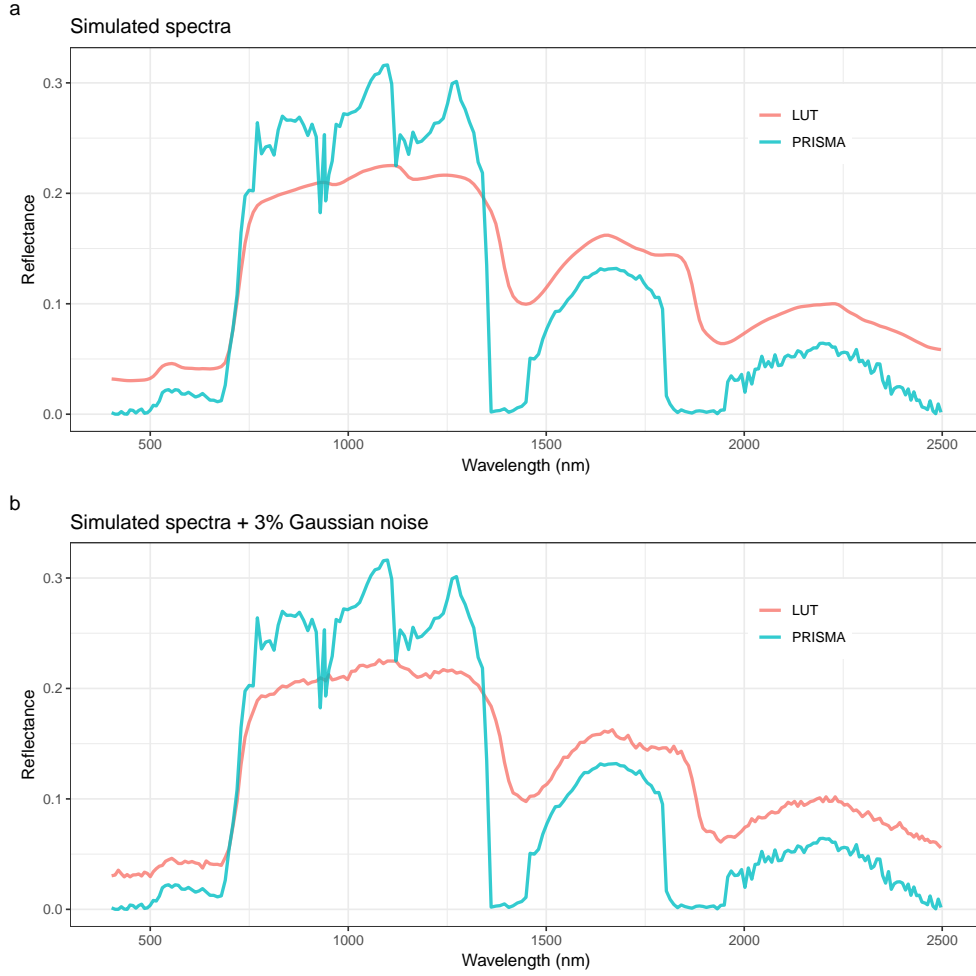 a
Simulated spectra
0.3
0.2
0.1
0.0
Reflectance
LUT
PRISMA
500
1000
1500
2000
2500
Wavelength (nm)
b
Simulated spectra + 3% Gaussian noise
0.3
0.2
0.1
0.0
Reflectance
LUT
PRISMA
500
1000
1500
2000
2500
Wavelength (nm)